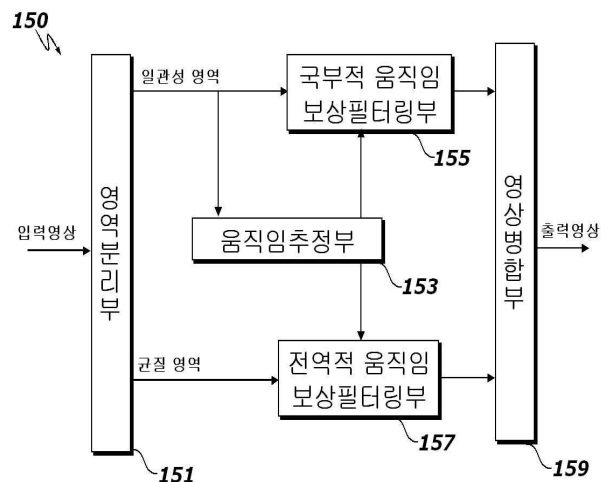 150
일관성 영역
국부적 움직임
보상필터링부
155
영역분리부
입력영상
움직임추정부
153
영상병합부
출력영상
균질 영역
전역적 움직임
보상필터링부
157
151
159